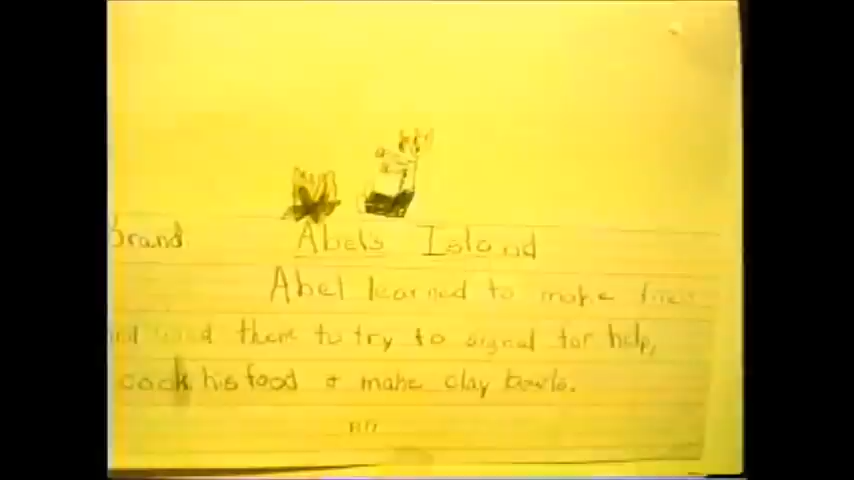 Brand. Abel's Island
Abel learned to make fires
and used them to try to signal for help,
cook his food + make clay bowls.